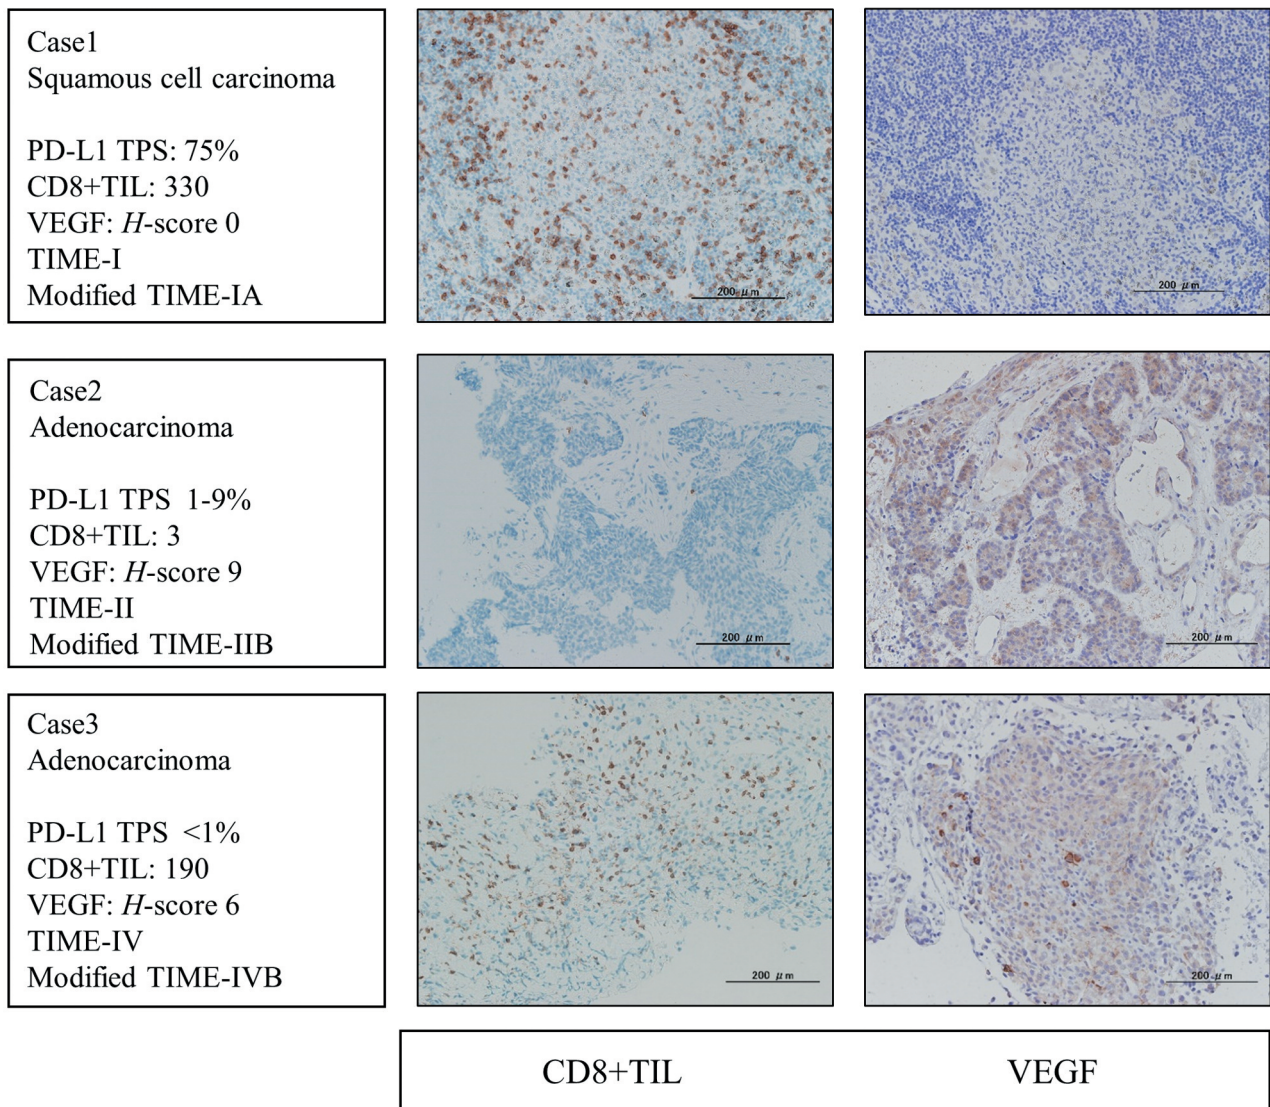 Case1
Squamous cell carcinoma
PD-L1 TPS: 75%
CD8+TIL: 330
VEGF: H-score 0
TIME-I
Modified TIME-IA
200 μm
200 μm
Case2
Adenocarcinoma
PD-L1 TPS 1-9%
CD8+TIL: 3
VEGF: H-score 9
TIME-II
Modified TIME-IIB
200 μm
200 μm
Case3
Adenocarcinoma
PD-L1 TPS <1%
CD8+TIL: 190
VEGF: H-score 6
TIME-IV
Modified TIME-IVB
200 μm
200 μm
CD8+TIL
VEGF